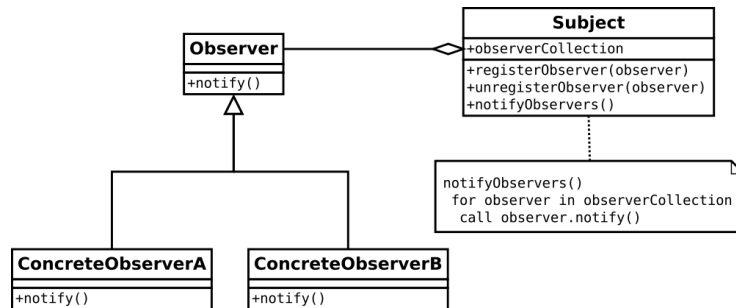 Observer
+notify()
Subject
+observerCollection
+registerObserver(observer)
+unregisterObserver(observer)
+notifyObservers()
notifyObservers()
for observer in observerCollection
call observer.notify()
ConcreteObserverA
+notify()
ConcreteObserverB
+notify()